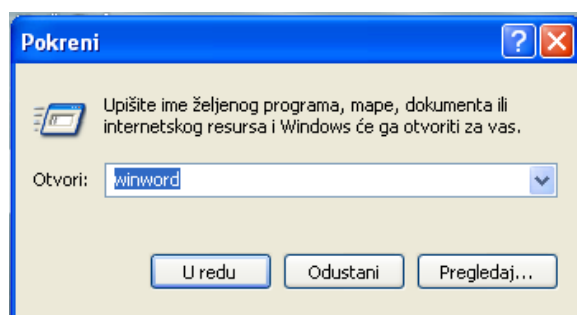 Pokreni
Upišite ime željenog programa, mape, dokumenta ili
internetskog resursa i Windows će ga otvoriti za vas.
Otvori: winword
U redu Odustani Pregledaj...